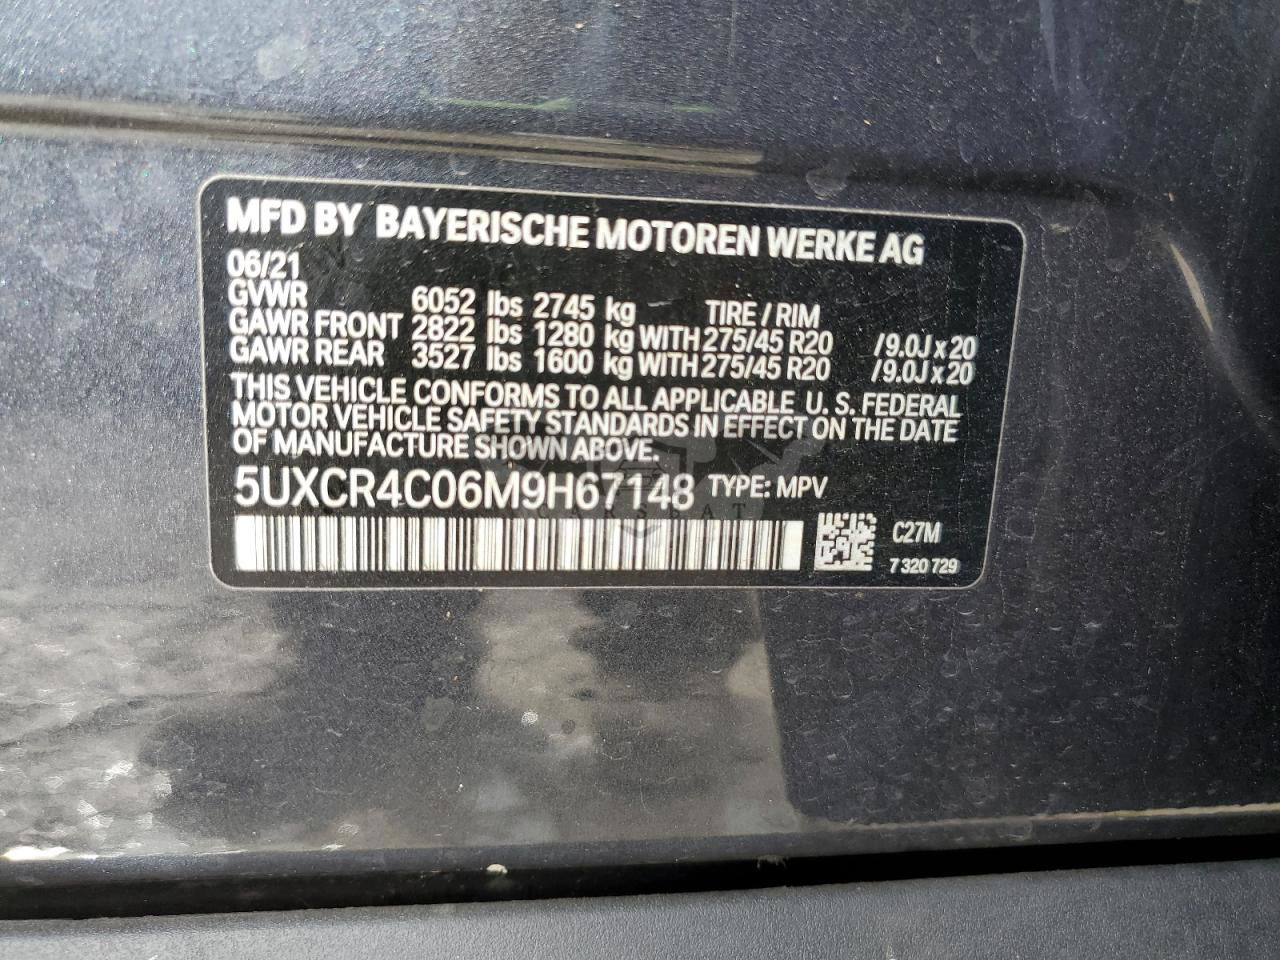 MFD BY BAYERISCHE MOTOREN WERKE AG
06/21
GVWR 6052 lbs 2745 kg TIRE / RIM
GAWR FRONT 2822 lbs 1280 kg WITH 275/45 R20 /9.0J x 20
GAWR REAR 3527 lbs 1600 kg WITH 275/45 R20 /9.0J x 20
THIS VEHICLE CONFORMS TO ALL APPLICABLE U. S. FEDERAL
MOTOR VEHICLE SAFETY STANDARDS IN EFFECT ON THE DATE
OF MANUFACTURE SHOWN ABOVE.
5UXCR4C06M9H67148 TYPE: MPV
C27M
7 320 729